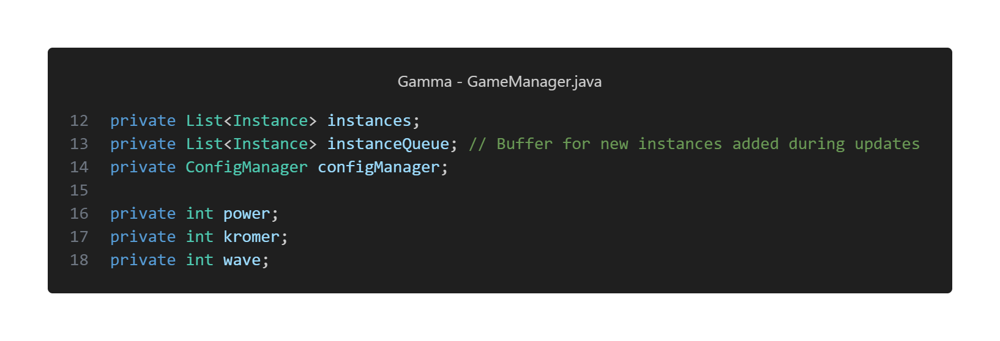 Gamma - GameManager.java
12 private List<Instance> instances;
13 private List<Instance> instanceQueue; // Buffer for new instances added during updates
14 private ConfigManager configManager;
15
16 private int power;
17 private int kromer;
18 private int wave;